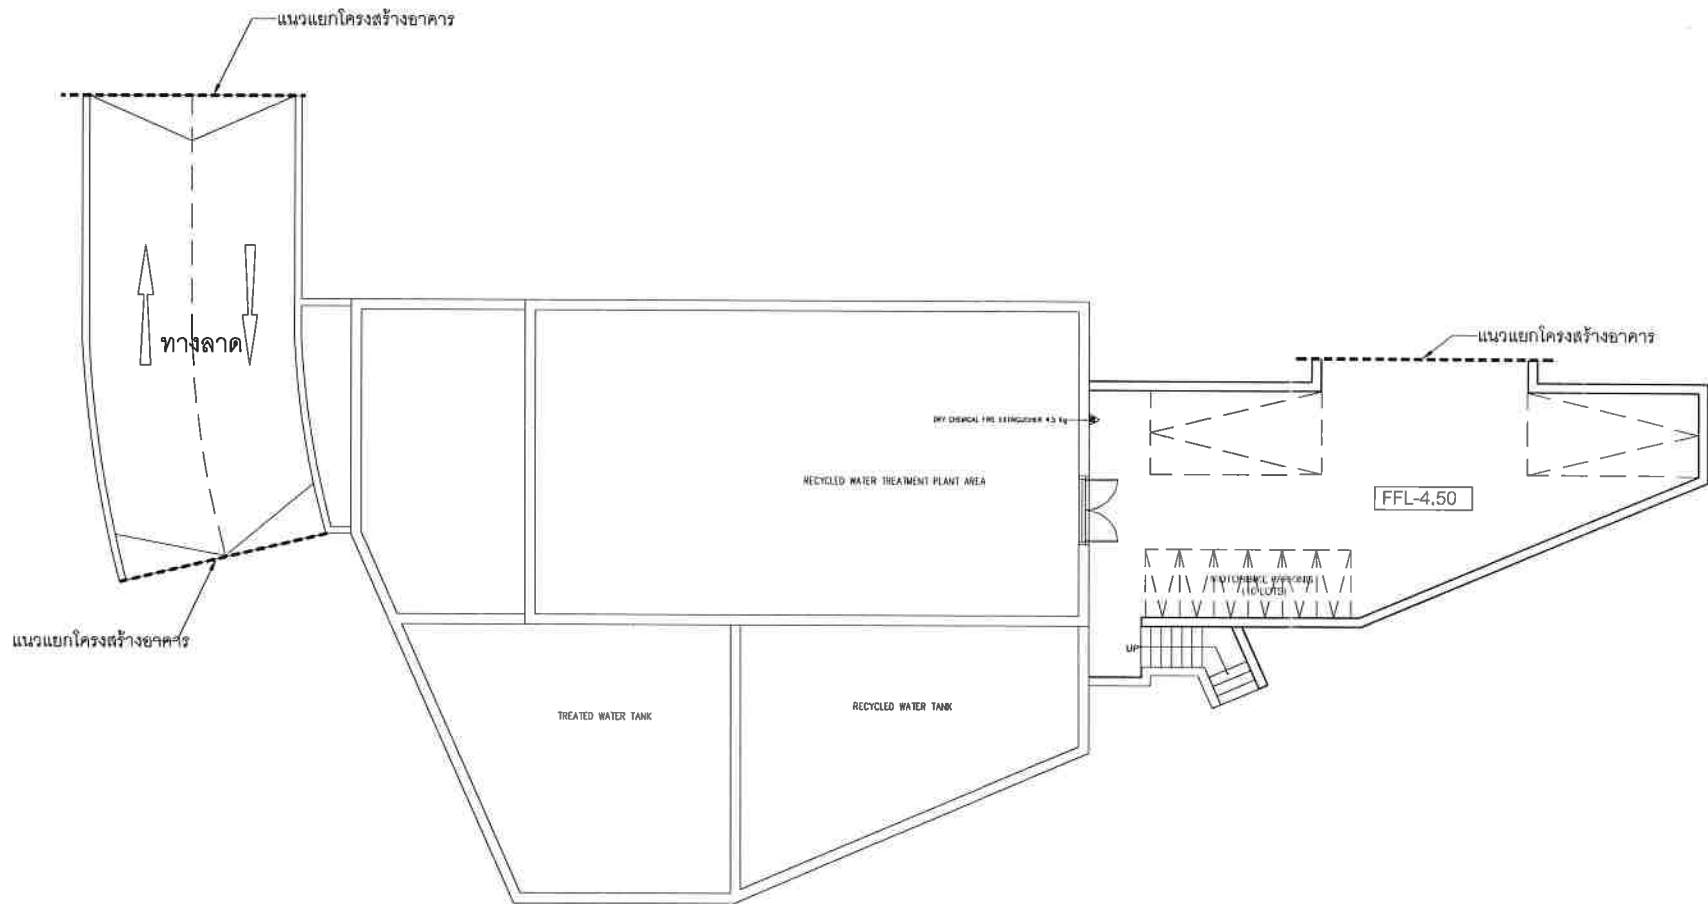 แนวแยกโครงสร้างอาคาร
ทางลาด
แนวแยกโครงสร้างอาคาร
DRY CHEMICAL FIRE EXTINGUISHER 4.5 Kg
RECYCLED WATER TREATMENT PLANT AREA
FFL-4.50
MOTORBIKE PARKING
(10 LOTS)
แนวแยกโครงสร้างอาคาร
UP
TREATED WATER TANK
RECYCLED WATER TANK